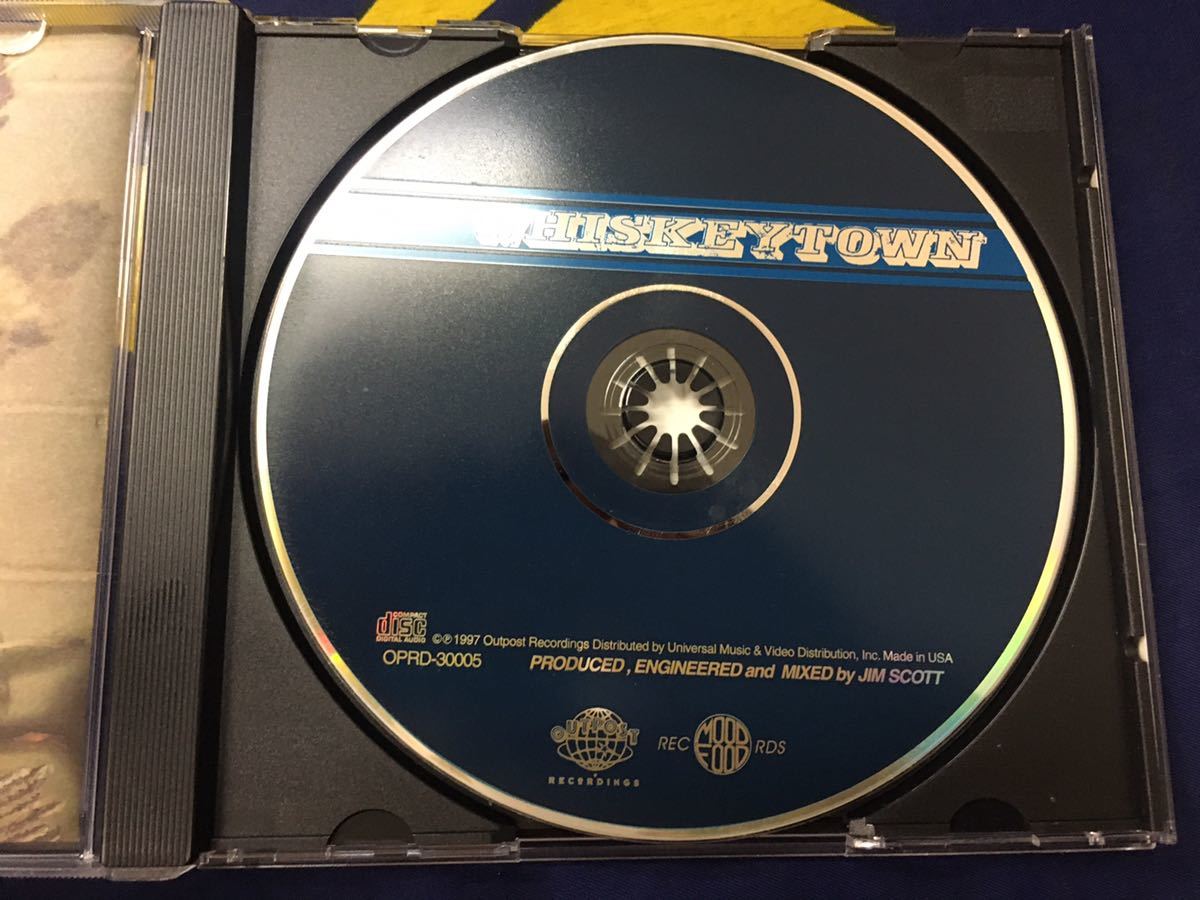 WHISKEYTOWN
COMPACT
disc
DIGITAL AUDIO
©℗ 1997 Outpost Recordings Distributed by Universal Music & Video Distribution, Inc. Made in USA
OPRD-30005
PRODUCED, ENGINEERED and MIXED by JIM SCOTT
OUTPOST
RECORDINGS
REC MOOD FOOD RDS